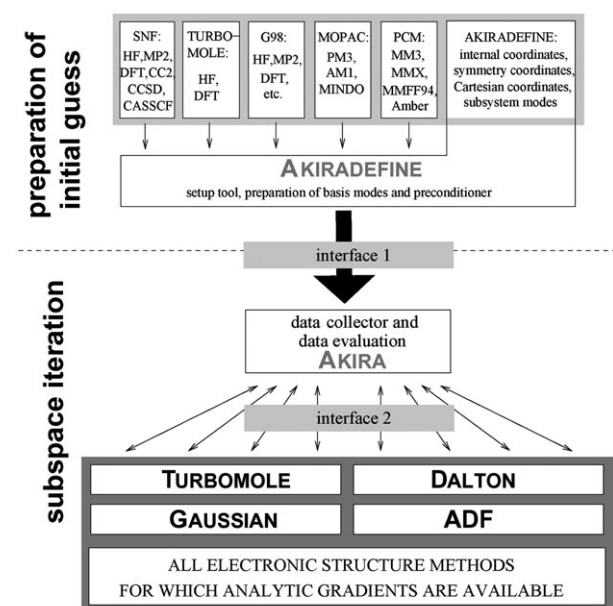 preparation of
initial guess
SNF:
HF,MP2,
DFT,CC2,
CCSD,
CASSCF
TURBO–
MOLE:
HF,
DFT
G98:
HF,MP2,
DFT,
etc.
MOPAC:
PM3,
AM1,
MINDO
PCM:
MM3,
MMX,
MMFF94,
Amber
AKIRADEFINE:
internal coordinates,
symmetry coordinates,
Cartesian coordinates,
subsystem modes
AKIRADEFINE
setup tool, preparation of basis modes and preconditioner
interface 1
subspace iteration
data collector and
data evaluation
AKIRA
interface 2
TURBOMOLE
DALTON
GAUSSIAN
ADF
ALL ELECTRONIC STRUCTURE METHODS
FOR WHICH ANALYTIC GRADIENTS ARE AVAILABLE